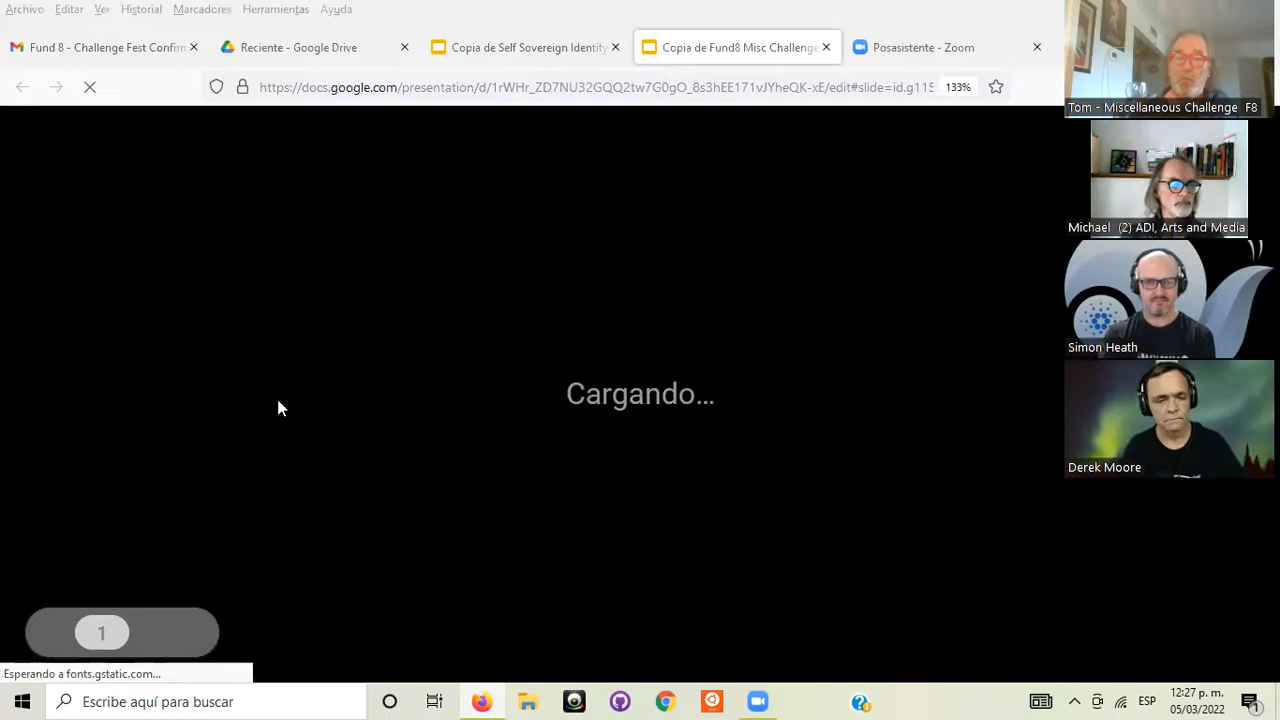 Archivo Editar Ver Historial Marcadores Herramientas Ayuda
Fund 8 - Challenge Fest Confin
Reciente - Google Drive
Copia de Self Sovereign Identity
Copia de Fund8 Misc Challenge
Posasistente - Zoom
https://docs.google.com/presentation/d/1rWHr_ZD7NU32GQQ2tw7G0gO_8s3hEE171vJYheQK-xE/edit#slide=id.g115
133%
Tom - Miscellaneous Challenge F8
Michael (2) ADI, Arts and Media
Simon Heath
Derek Moore
Cargando...
1
Esperando a fonts.gstatic.com...
Escribe aquí para buscar
ESP
12:27 p. m.
05/03/2022
1